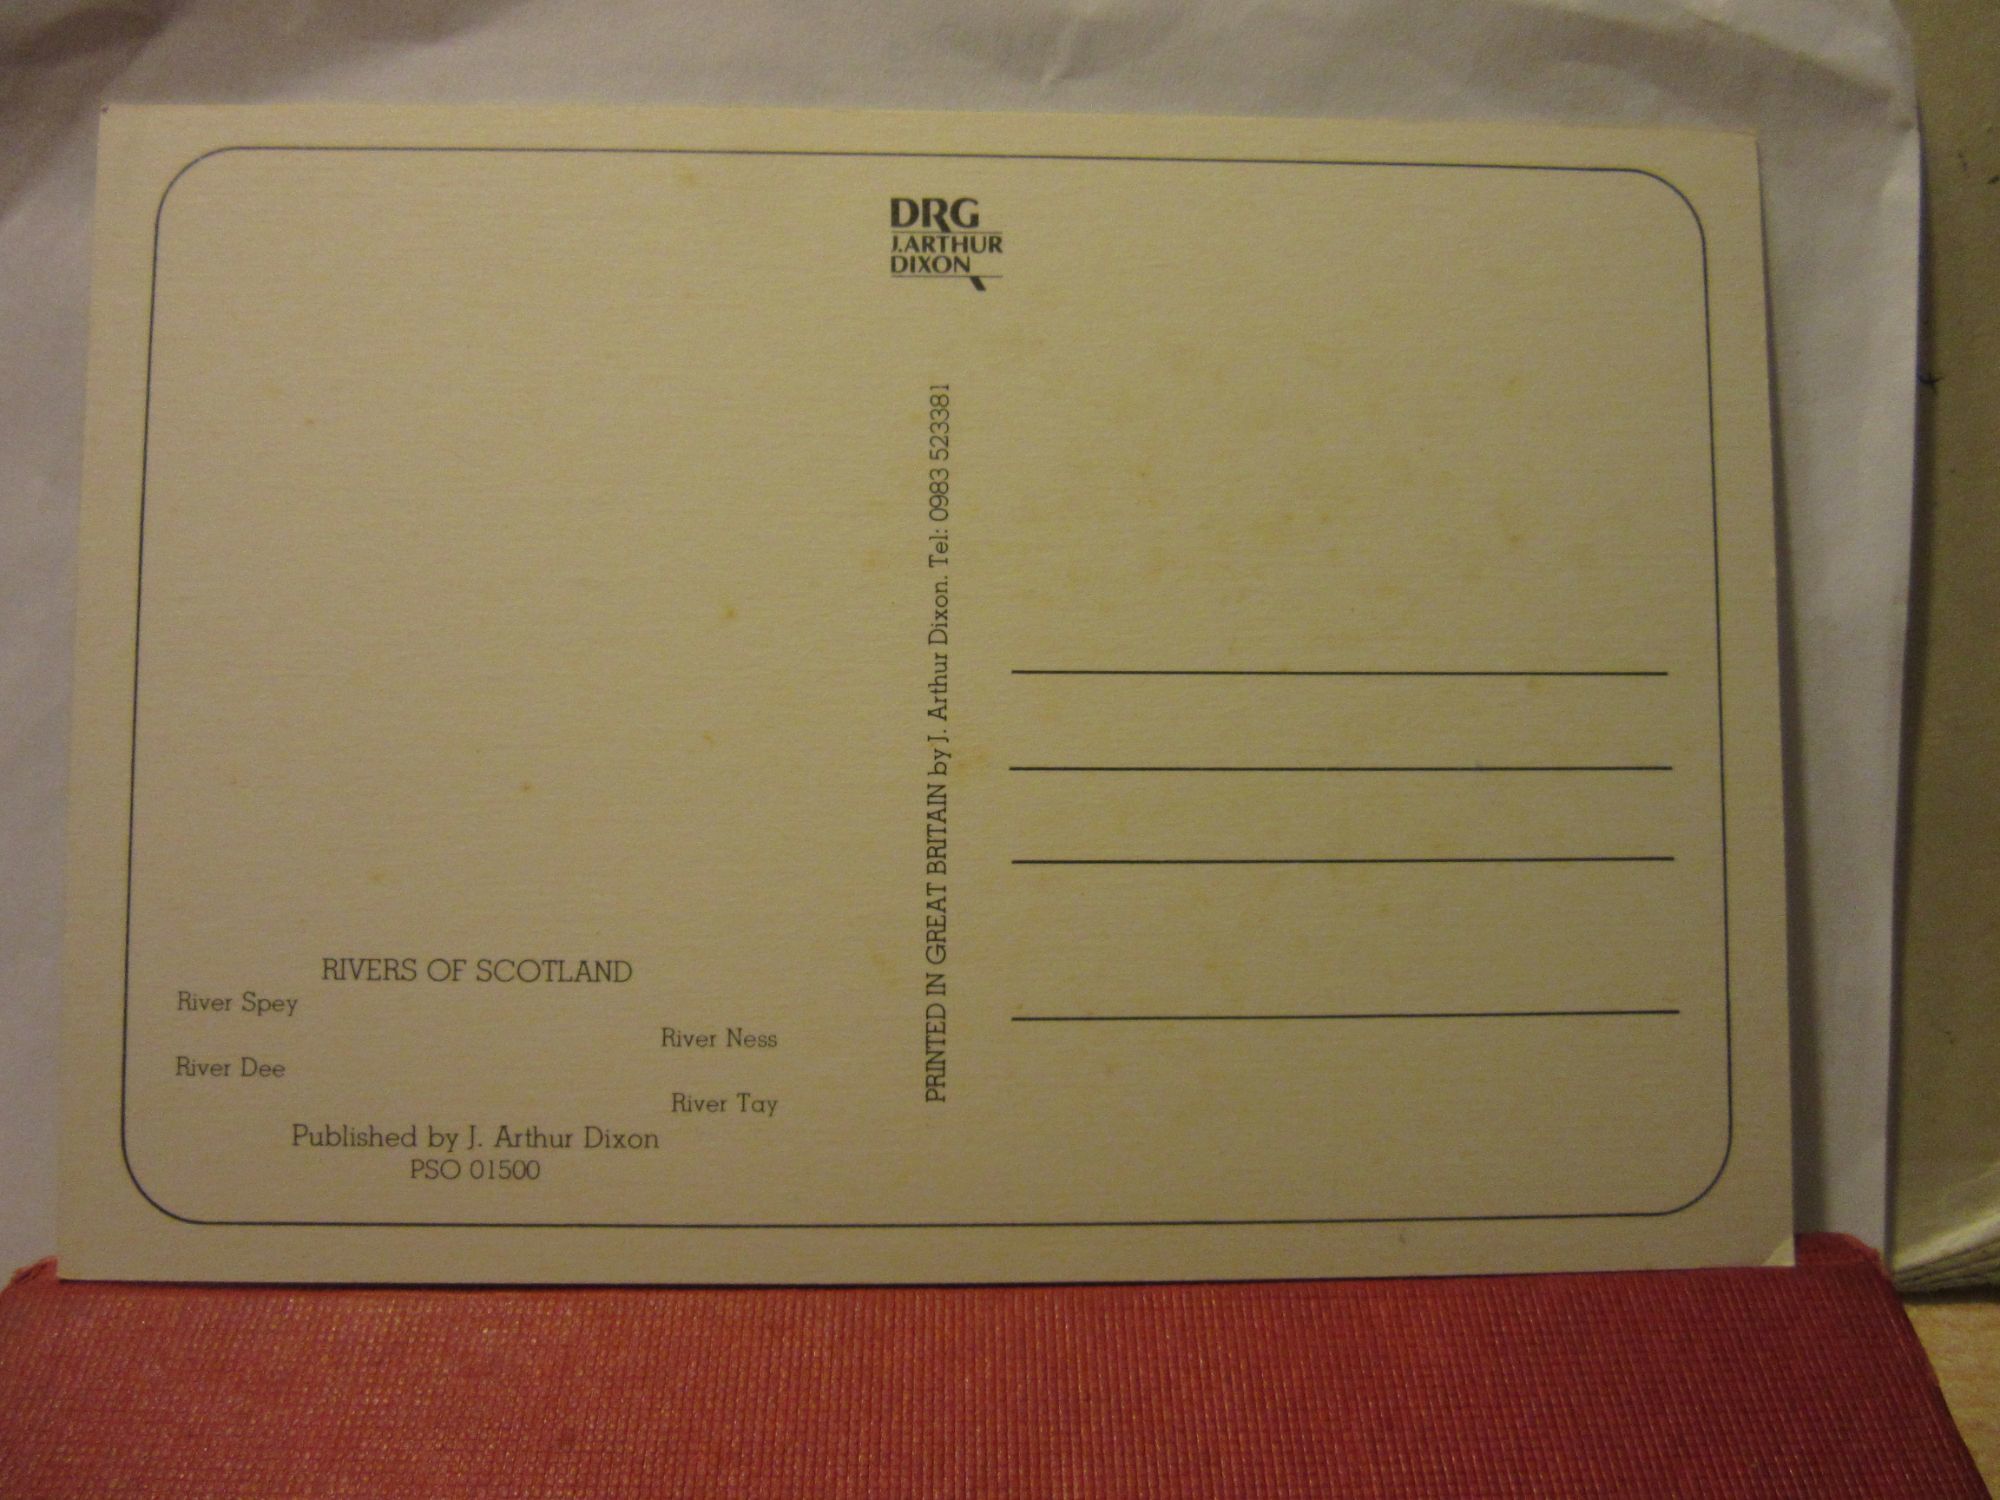 DRG
J. ARTHUR
DIXON
PRINTED IN GREAT BRITAIN by J. Arthur Dixon. Tel: 0983 523381
RIVERS OF SCOTLAND
River Spey
River Ness
River Dee
River Tay
Published by J. Arthur Dixon
PSO 01500